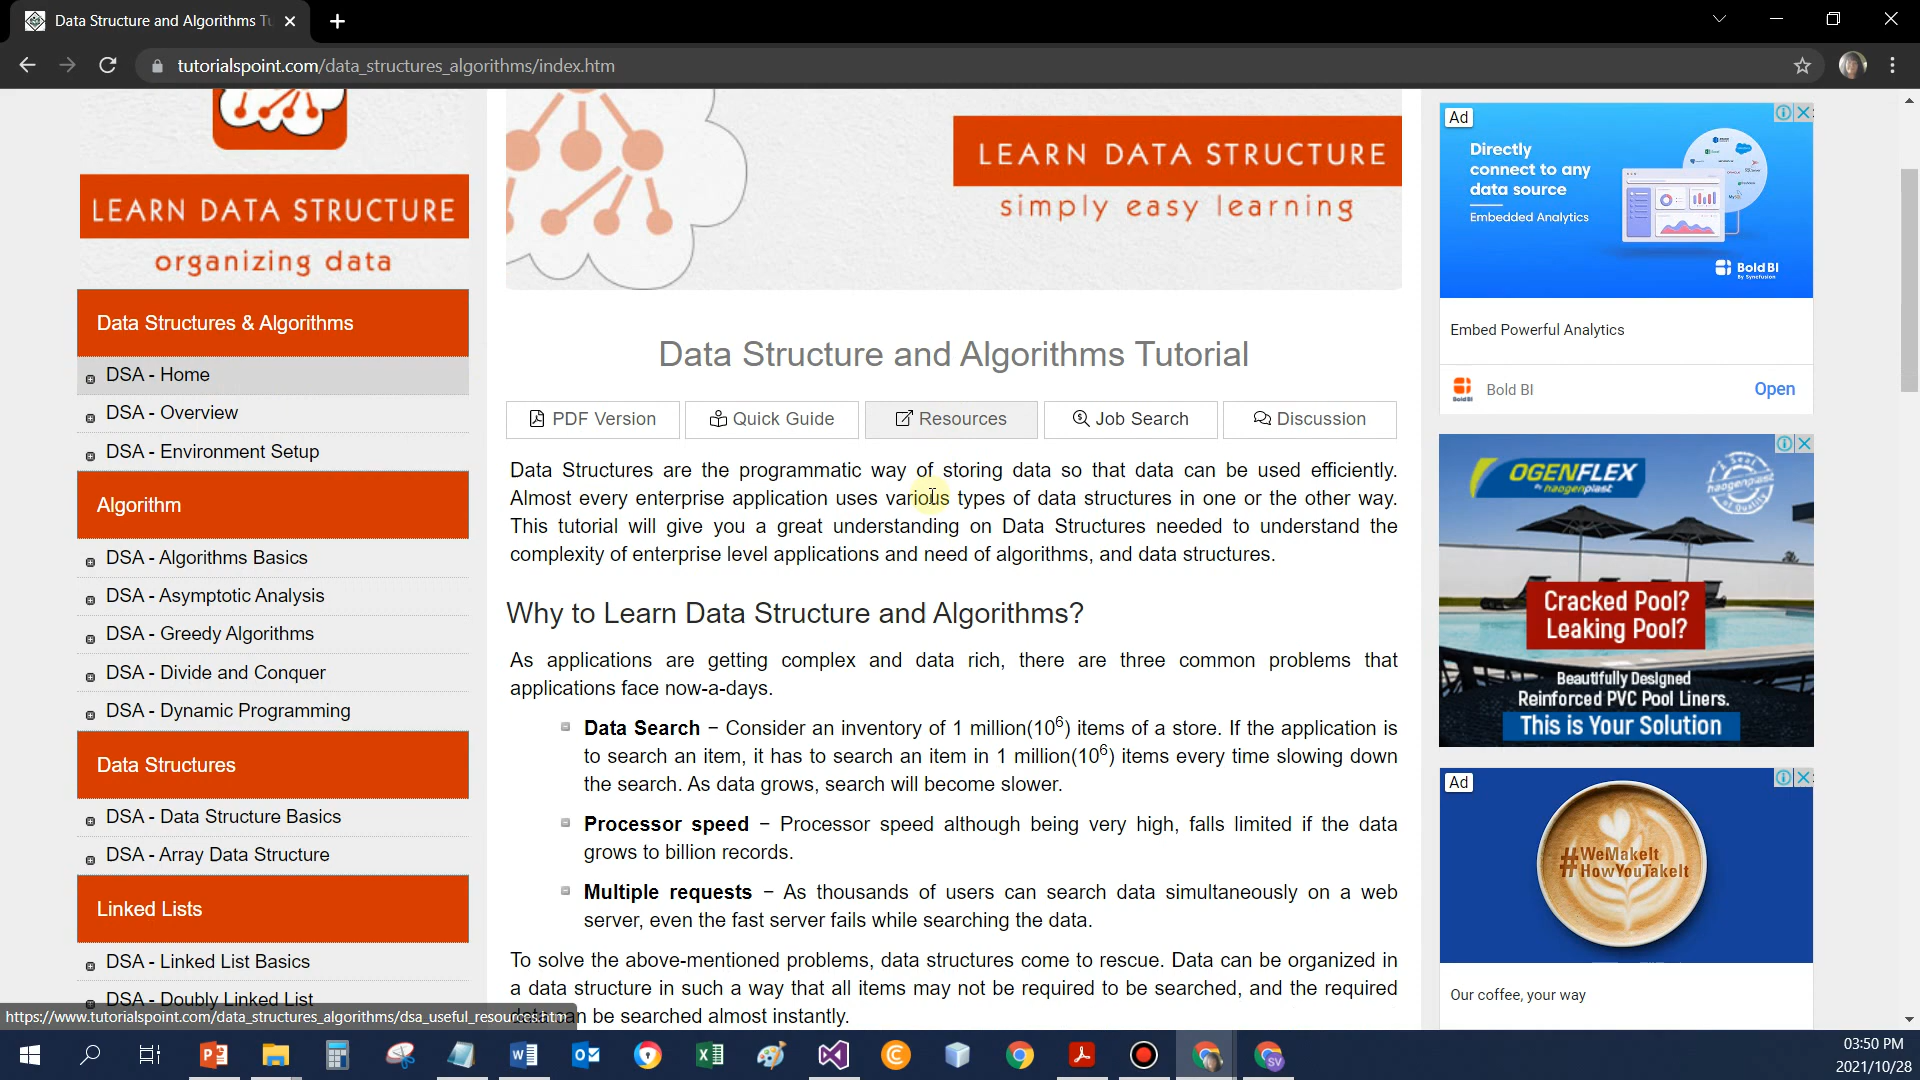 Data Structure and Algorithms Tu
tutorialspoint.com/data_structures_algorithms/index.htm
LEARN DATA STRUCTURE
organizing data
Data Structures & Algorithms
DSA - Home
DSA - Overview
DSA - Environment Setup
Algorithm
DSA - Algorithms Basics
DSA - Asymptotic Analysis
DSA - Greedy Algorithms
DSA - Divide and Conquer
DSA - Dynamic Programming
Data Structures
DSA - Data Structure Basics
DSA - Array Data Structure
Linked Lists
DSA - Linked List Basics
DSA - Doubly Linked List
https://www.tutorialspoint.com/data_structures_algorithms/dsa_useful_resources.htm
LEARN DATA STRUCTURE
simply easy learning
Data Structure and Algorithms Tutorial
PDF Version
Quick Guide
Resources
Job Search
Discussion
Data Structures are the programmatic way of storing data so that data can be used efficiently.
Almost every enterprise application uses various types of data structures in one or the other way.
This tutorial will give you a great understanding on Data Structures needed to understand the
complexity of enterprise level applications and need of algorithms, and data structures.
Why to Learn Data Structure and Algorithms?
As applications are getting complex and data rich, there are three common problems that
applications face now-a-days.
Data Search − Consider an inventory of 1 million(10⁶) items of a store. If the application is
to search an item, it has to search an item in 1 million(10⁶) items every time slowing down
the search. As data grows, search will become slower.
Processor speed − Processor speed although being very high, falls limited if the data
grows to billion records.
Multiple requests − As thousands of users can search data simultaneously on a web
server, even the fast server fails while searching the data.
To solve the above-mentioned problems, data structures come to rescue. Data can be organized in
a data structure in such a way that all items may not be required to be searched, and the required
data can be searched almost instantly.
Ad
Directly
connect to any
data source
Embedded Analytics
Bold BI
By Syncfusion
Embed Powerful Analytics
Bold BI
Open
OGENFLEX
by haogenplast
A Seal
haogenplast
of Quality
Cracked Pool?
Leaking Pool?
Beautifully Designed
Reinforced PVC Pool Liners.
This is Your Solution
Ad
#WeMakeIt
HowYouTakeIt
Our coffee, your way
SV
03:50 PM
2021/10/28